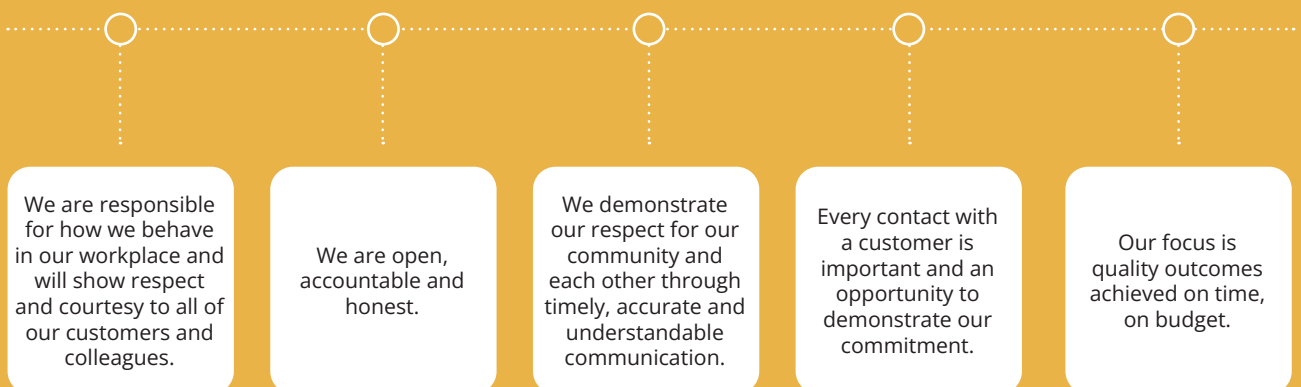 We are responsible
for how we behave
in our workplace and
will show respect
and courtesy to all of
our customers and
colleagues.
We are open,
accountable and
honest.
We demonstrate
our respect for our
community and
each other through
timely, accurate and
understandable
communication.
Every contact with
a customer is
important and an
opportunity to
demonstrate our
commitment.
Our focus is
quality outcomes
achieved on time,
on budget.